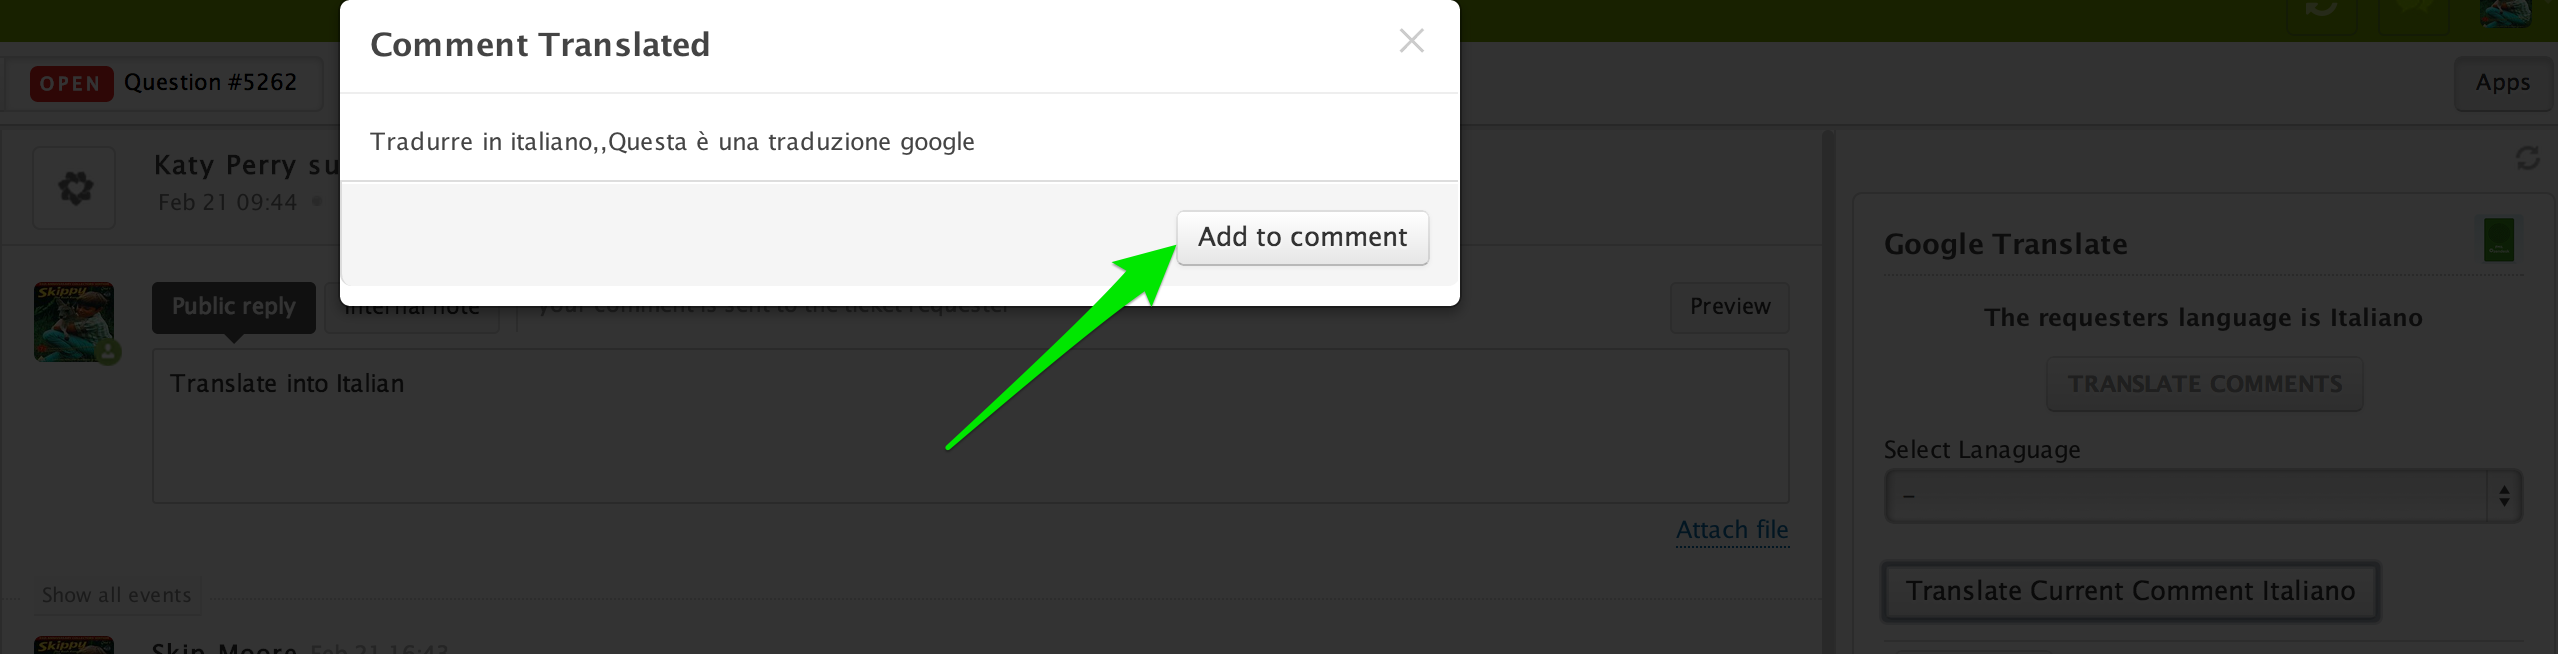 Comment Translated
OPEN Question #5262
Apps
Tradurre in italiano,,Questa è una traduzione google
Katy Perry su
Feb 21 09:44
Add to comment
Google Translate
The requesters language is Italiano
Skippy
Public reply
Internal note
your comment is sent to the ticket requester
Preview
Translate into Italian
TRANSLATE COMMENTS
Select Lanaguage
-
Attach file
Show all events
Translate Current Comment Italiano
Skippy
Skip Moore Feb 21 16:43